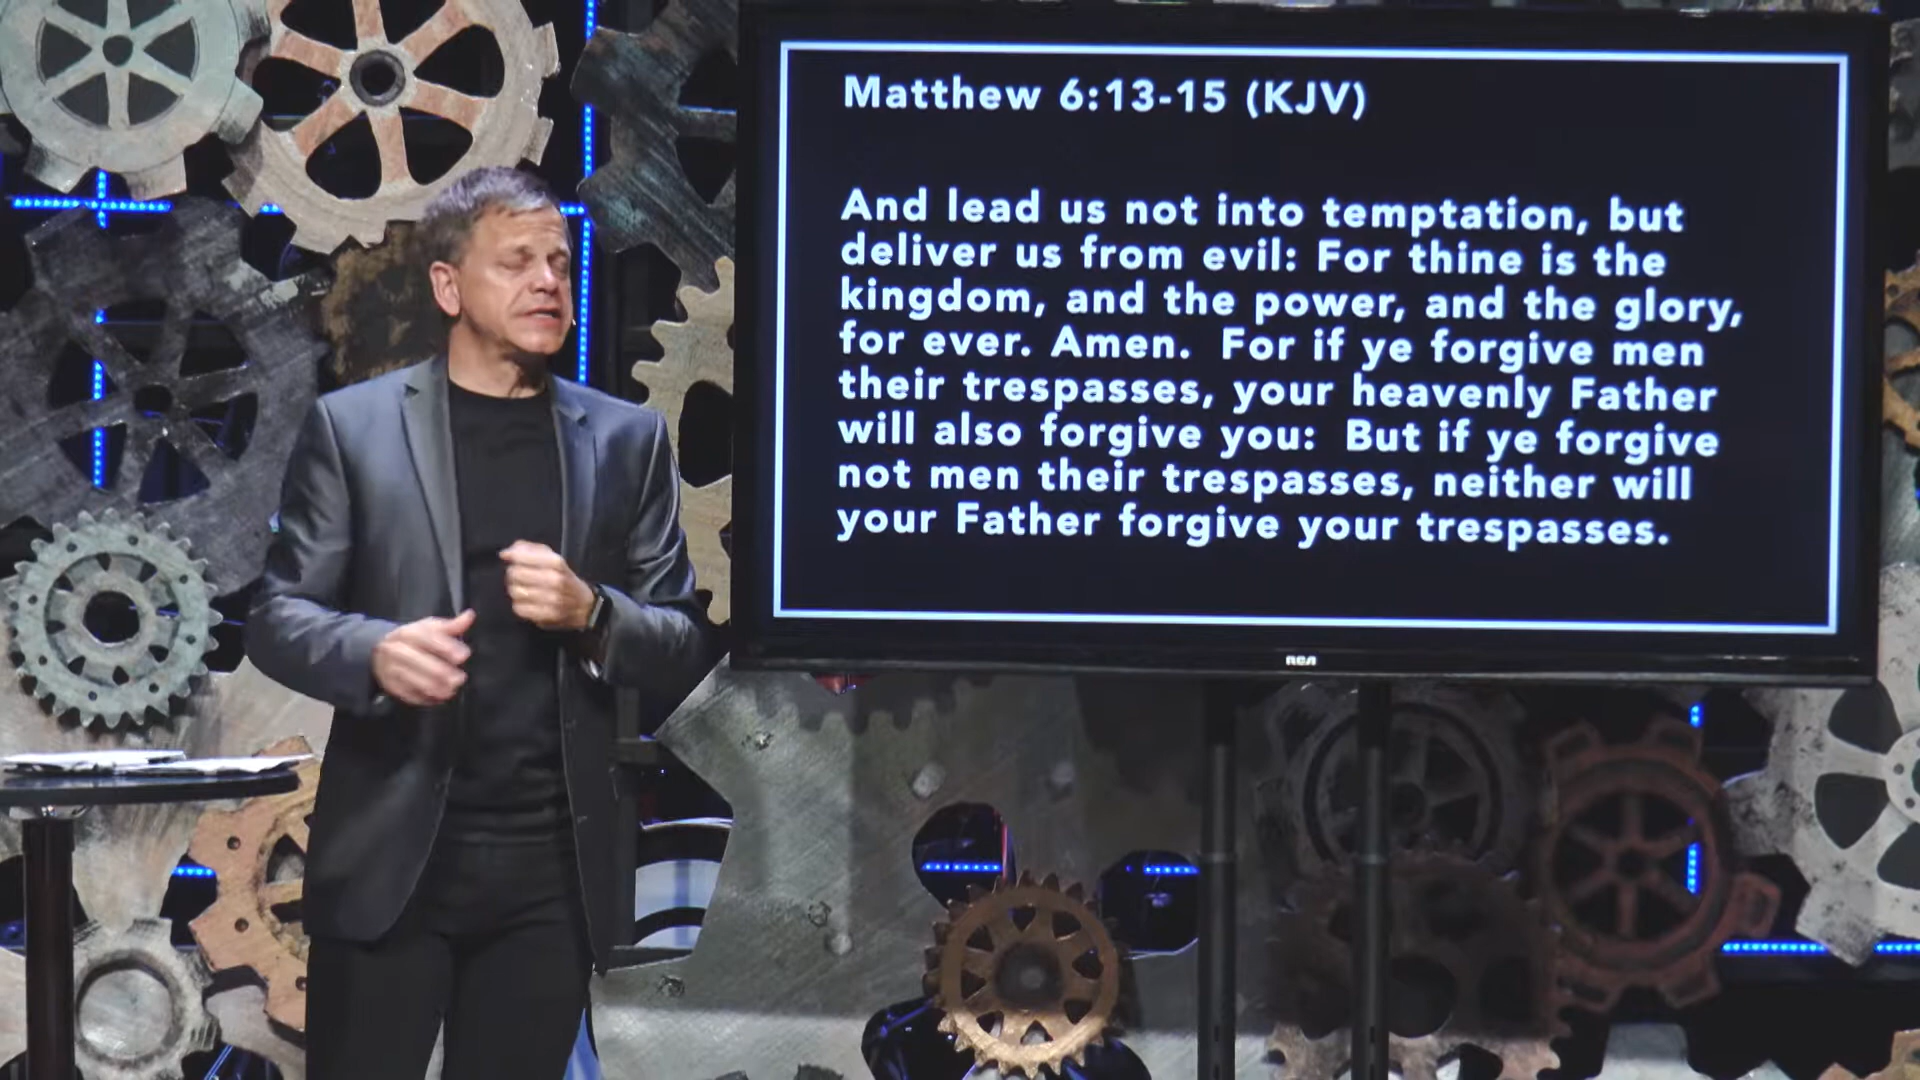 Matthew 6:13-15 (KJV)
And lead us not into temptation, but
deliver us from evil: For thine is the
kingdom, and the power, and the glory,
for ever. Amen. For if ye forgive men
their trespasses, your heavenly Father
will also forgive you: But if ye forgive
not men their trespasses, neither will
your Father forgive your trespasses.
RCA